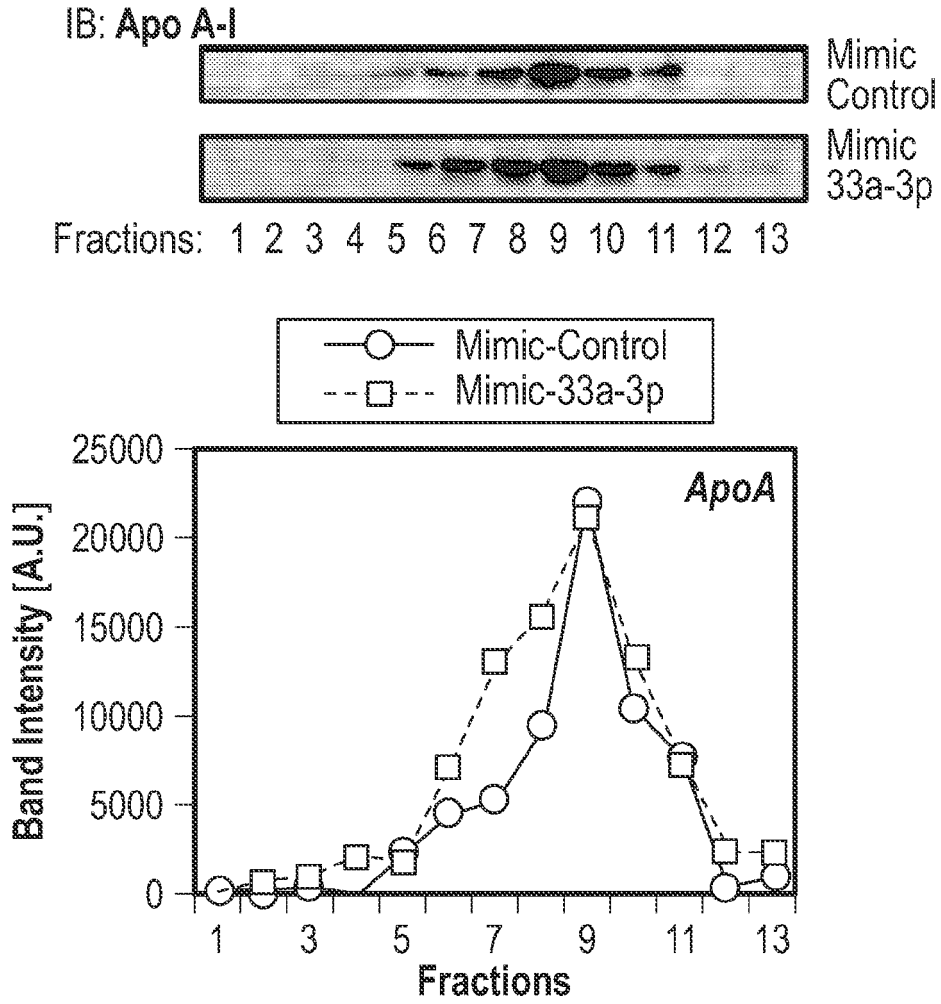 IB: Apo A-I
Mimic
Control
Mimic
33a-3p
Fractions: 1 2 3 4 5 6 7 8 9 10 11 12 13
Mimic-Control
Mimic-33a-3p
ApoA
Band Intensity [A.U.]
25000
20000
15000
10000
5000
0
1 3 5 7 9 11 13
Fractions